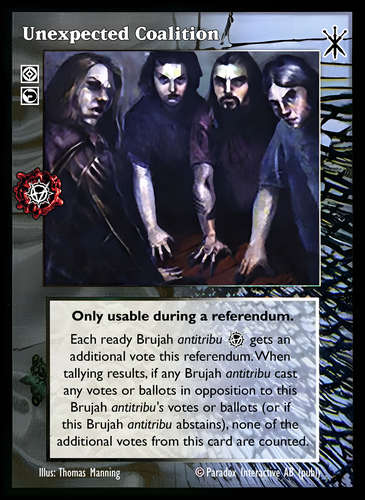 Unexpected Coalition
Only usable during a referendum.
Each ready Brujah antitribu gets an
additional vote this referendum. When
tallying results, if any Brujah antitribu cast
any votes or ballots in opposition to this
Brujah antitribu's votes or ballots (or if
this Brujah antitribu abstains), none of the
additional votes from this card are counted.
Illus: Thomas Manning
© Paradox Interactive AB (publ)